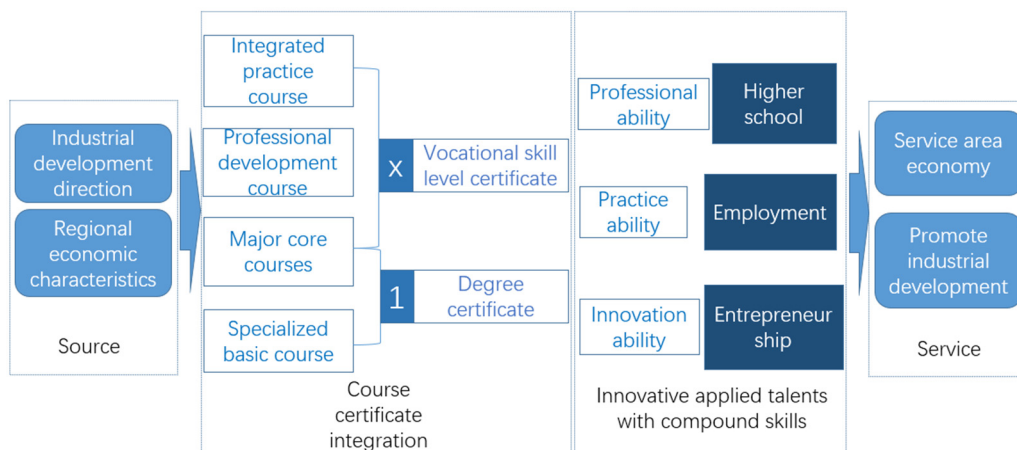 Industrial
development
direction
Regional
economic
characteristics
Source
Integrated
practice
course
Professional
development
course
Major core
courses
Specialized
basic course
X
Vocational skill
level certificate
1
Degree
certificate
Course
certificate
integration
Professional
ability
Higher
school
Practice
ability
Employment
Innovation
ability
Entrepreneur
ship
Innovative applied talents
with compound skills
Service area
economy
Promote
industrial
development
Service